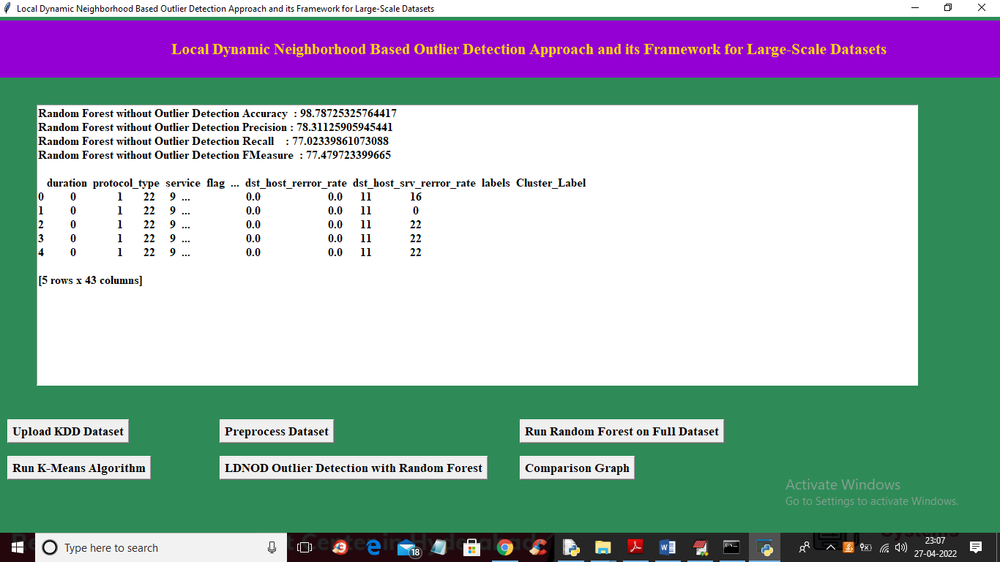 Local Dynamic Neighborhood Based Outlier Detection Approach and its Framework for Large-Scale Datasets
Local Dynamic Neighborhood Based Outlier Detection Approach and its Framework for Large-Scale Datasets
Random Forest without Outlier Detection Accuracy : 98.78725325764417
Random Forest without Outlier Detection Precision : 78.31125905945441
Random Forest without Outlier Detection Recall : 77.02339861073088
Random Forest without Outlier Detection FMeasure : 77.479723399665
duration protocol_type service flag ... dst_host_rerror_rate dst_host_srv_rerror_rate labels Cluster_Label
0 0 1 22 9 ... 0.0 0.0 11 16
1 0 1 22 9 ... 0.0 0.0 11 0
2 0 1 22 9 ... 0.0 0.0 11 22
3 0 1 22 9 ... 0.0 0.0 11 22
4 0 1 22 9 ... 0.0 0.0 11 22
[5 rows x 43 columns]
Upload KDD Dataset Preprocess Dataset Run Random Forest on Full Dataset
Run K-Means Algorithm LDNOD Outlier Detection with Random Forest Comparison Graph
Activate Windows
Go to Settings to activate Windows.
Type here to search
18
23:07
27-04-2022